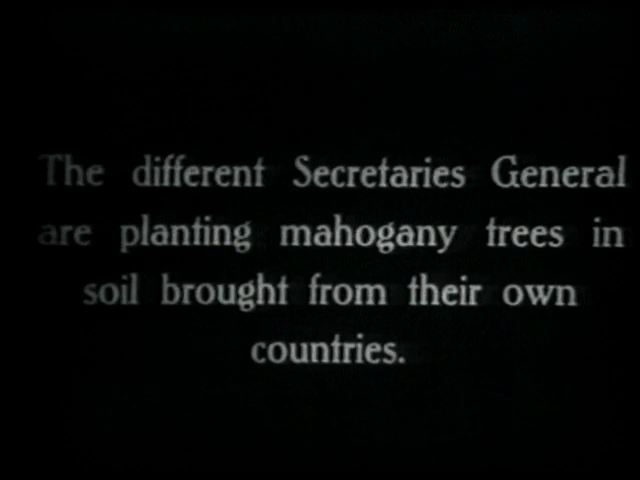 The different Secretaries General
are planting mahogany trees in
soil brought from their own
countries.